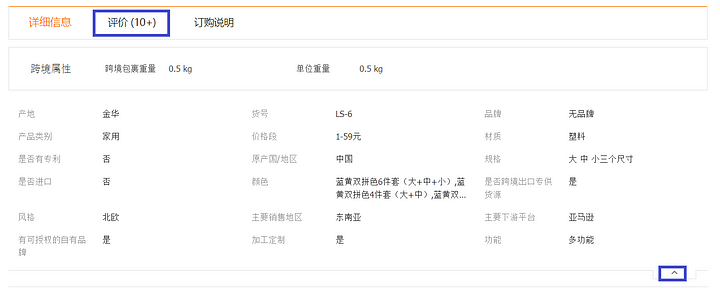 详细信息 评价 (10+) 订购说明
跨境属性 跨境包裹重量 0.5 kg 单位重量 0.5 kg
产地 金华 货号 LS-6 品牌 无品牌
产品类别 家用 价格段 1-59元 材质 塑料
是否有专利 否 原产国/地区 中国 规格 大 中 小三个尺寸
是否进口 否 颜色 蓝黄双拼色6件套（大+中+小）,蓝 是否跨境出口专供
黄双拼色4件套（大+中）,蓝黄双... 货源 是
风格 北欧 主要销售地区 东南亚 主要下游平台 亚马逊
有可授权的自有品 是 加工定制 是 功能 多功能
牌